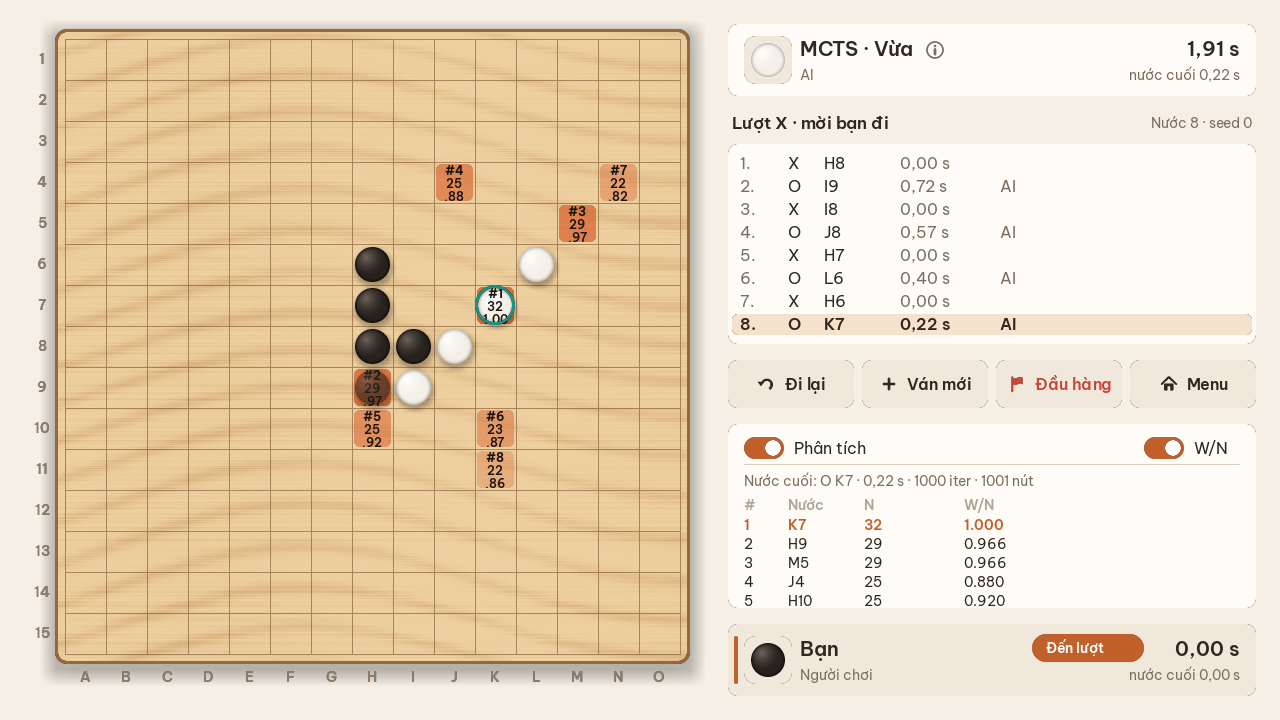 1
2
3
4
5
6
7
8
9
10
11
12
13
14
15
A B C D E F G H I J K L M N O
#4
25
.88
#7
22
.82
#3
29
.97
#1
32
1.00
#2
29
.97
#5
25
.92
#6
23
.87
#8
22
.86
MCTS · Vừa
1,91 s
AI
nước cuối 0,22 s
Lượt X · mời bạn đi
Nước 8 · seed 0
1. X H8 0,00 s
2. O I9 0,72 s AI
3. X I8 0,00 s
4. O J8 0,57 s AI
5. X H7 0,00 s
6. O L6 0,40 s AI
7. X H6 0,00 s
8. O K7 0,22 s AI
Đi lại
Ván mới
Đầu hàng
Menu
Phân tích
W/N
Nước cuối: O K7 · 0,22 s · 1000 iter · 1001 nút
# Nước N W/N
1 K7 32 1.000
2 H9 29 0.966
3 M5 29 0.966
4 J4 25 0.880
5 H10 25 0.920
Bạn
Đến lượt
0,00 s
Người chơi
nước cuối 0,00 s